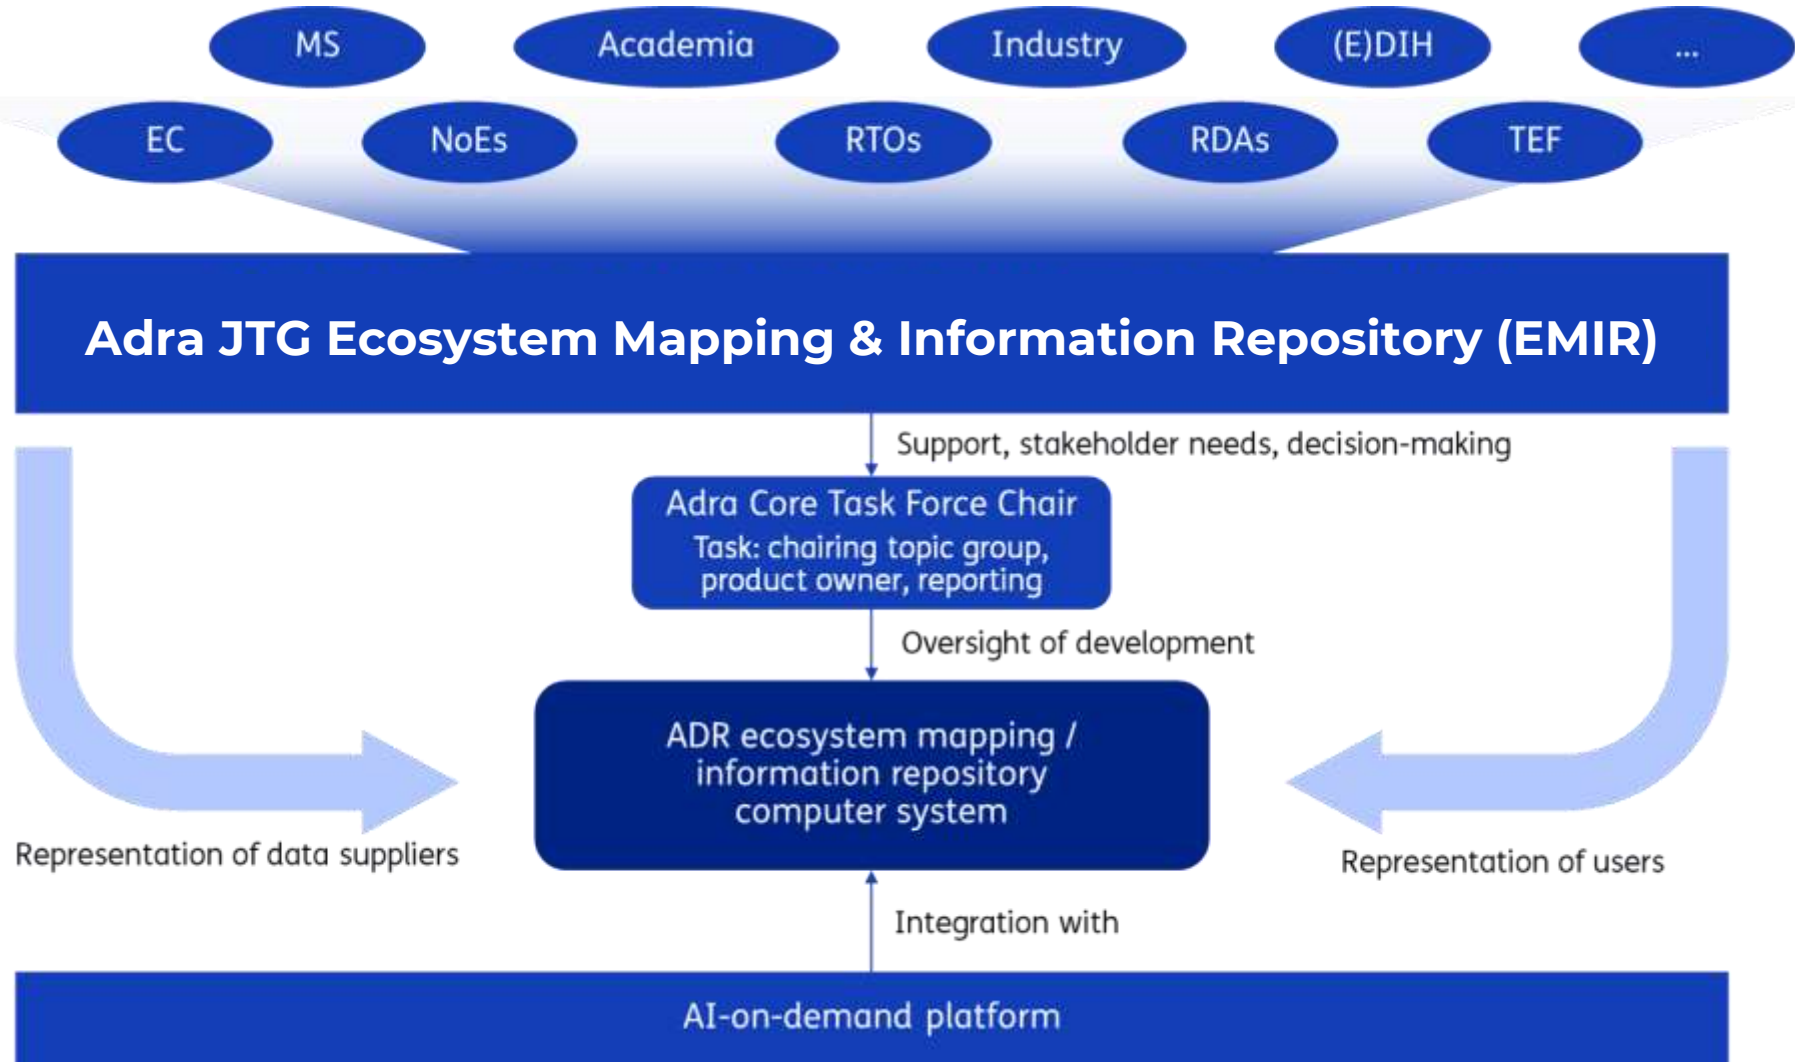 MS
Academia
Industry
(E)DIH
...
EC
NoEs
RTOs
RDAs
TEF
Adra JTG Ecosystem Mapping & Information Repository (EMIR)
Support, stakeholder needs, decision-making
Adra Core Task Force Chair
Task: chairing topic group,
product owner, reporting
Oversight of development
ADR ecosystem mapping /
information repository
computer system
Representation of data suppliers
Representation of users
Integration with
AI-on-demand platform